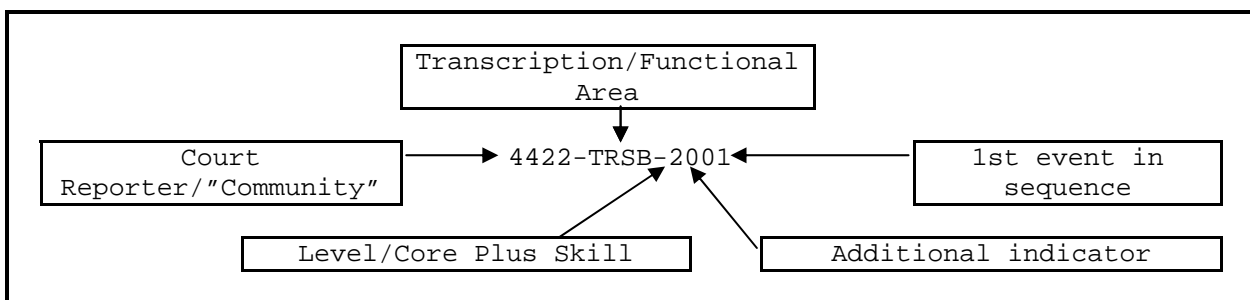 Transcription/Functional
Area
Court
Reporter/"Community"
4422-TRSB-2001
1st event in
sequence
Level/Core Plus Skill
Additional indicator